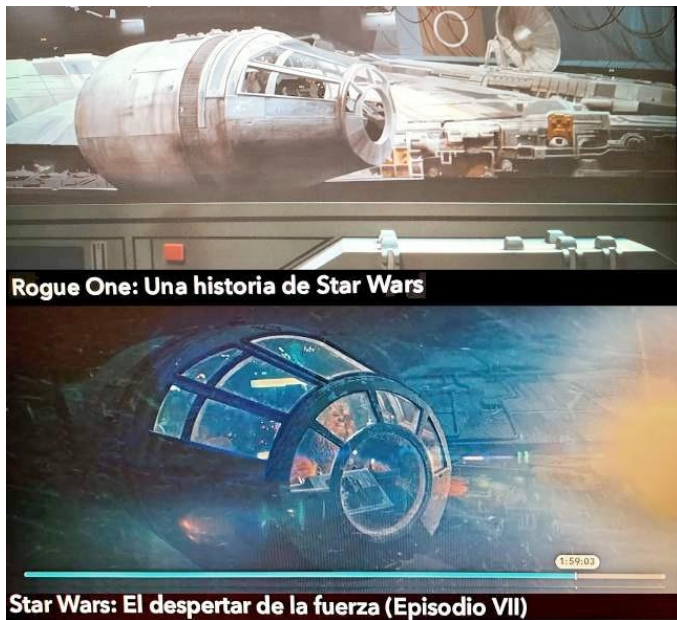 Rogue One: Una historia de Star Wars
1:59:03
Star Wars: El despertar de la fuerza (Episodio VII)